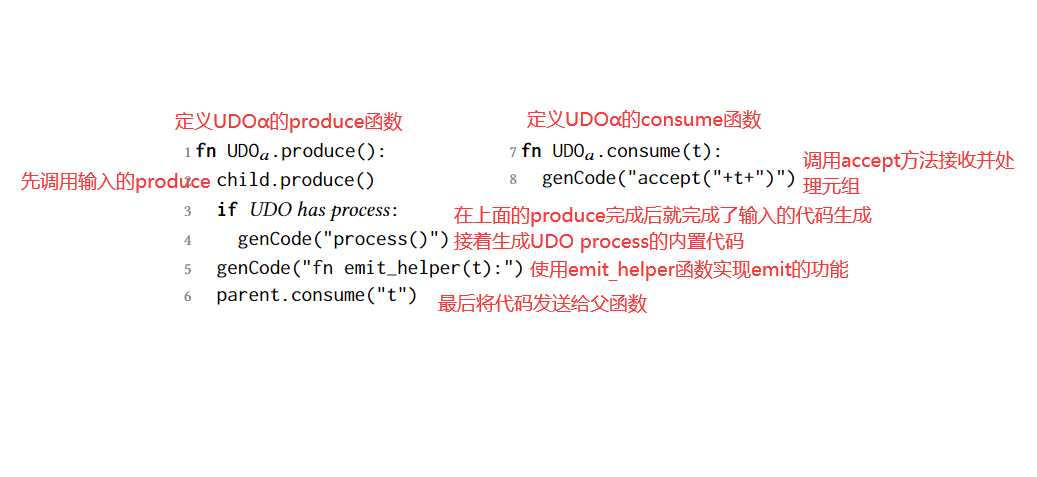 定义UDOα的produce函数
1 fn UDOa.produce():
先调用输入的produce
2 child.produce()
3 if UDO has process:
4 genCode("process()")
在上面的produce完成后就完成了输入的代码生成
接着生成UDO process的内置代码
5 genCode("fn emit_helper(t):")
使用emit_helper函数实现emit的功能
6 parent.consume("t")
最后将代码发送给父函数
定义UDOα的consume函数
7 fn UDOa.consume(t):
8 genCode("accept("+t+")")
调用accept方法接收并处
理元组